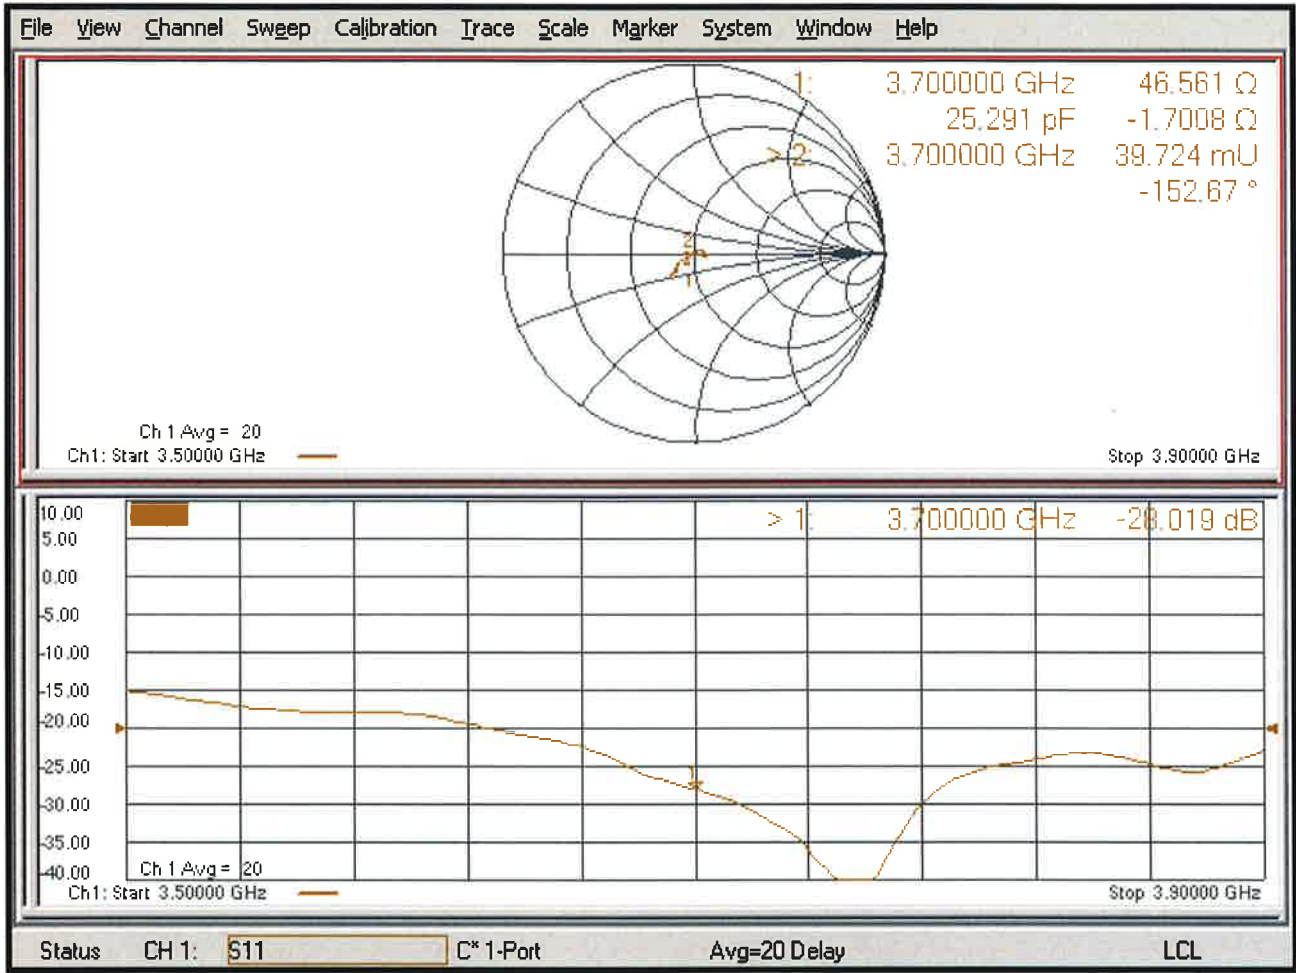 File View Channel Sweep Calibration Trace Scale Marker System Window Help
1: 3.700000 GHz 46.561 Ω
25.291 pF -1.7008 Ω
> 2: 3.700000 GHz 39.724 mU
-152.67 °
2
1
Ch 1 Avg = 20
Ch1: Start 3.50000 GHz
Stop 3.90000 GHz
10.00
> 1: 3.700000 GHz -28.019 dB
5.00
0.00
-5.00
-10.00
-15.00
-20.00
-25.00
1
-30.00
-35.00
-40.00
Ch 1 Avg = 20
Ch1: Start 3.50000 GHz
Stop 3.90000 GHz
Status CH 1: S11 C* 1-Port Avg=20 Delay LCL